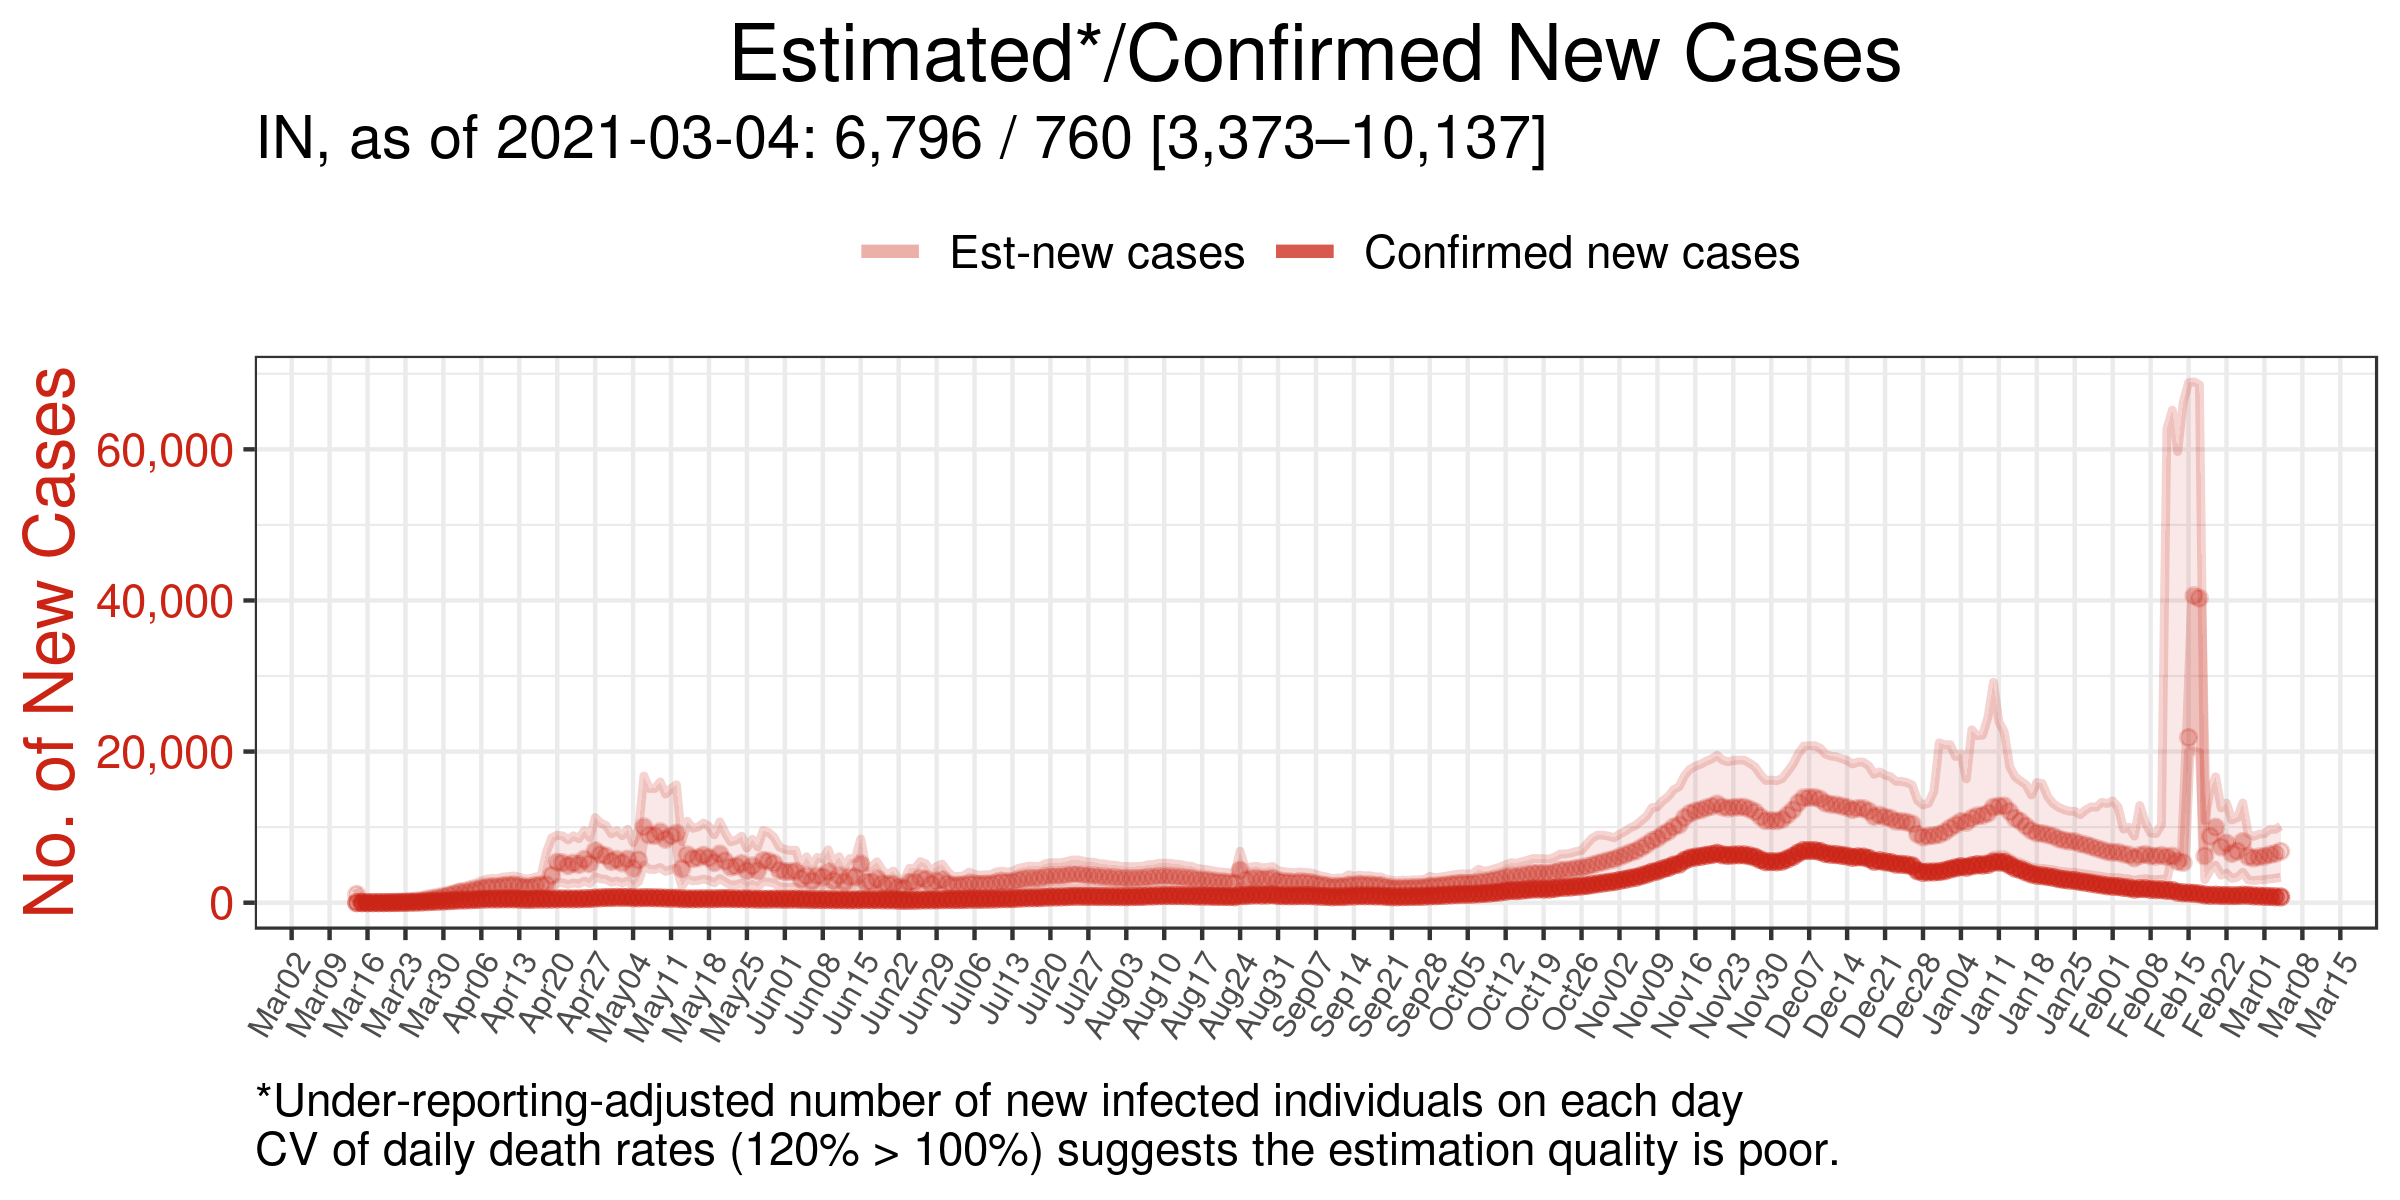 Estimated*/Confirmed New Cases
IN, as of 2021-03-04: 6,796 / 760 [3,373–10,137]
Est-new cases Confirmed new cases
No. of New Cases
60,000
40,000
20,000
0
Mar02 Mar09 Mar16 Mar23 Mar30 Apr06 Apr13 Apr20 Apr27 May04 May11 May18 May25 Jun01 Jun08 Jun15 Jun22 Jun29 Jul06 Jul13 Jul20 Jul27 Aug03 Aug10 Aug17 Aug24 Aug31 Sep07 Sep14 Sep21 Sep28 Oct05 Oct12 Oct19 Oct26 Nov02 Nov09 Nov16 Nov23 Nov30 Dec07 Dec14 Dec21 Dec28 Jan04 Jan11 Jan18 Jan25 Feb01 Feb08 Feb15 Feb22 Mar01 Mar08 Mar15
*Under-reporting-adjusted number of new infected individuals on each day
CV of daily death rates (120% > 100%) suggests the estimation quality is poor.